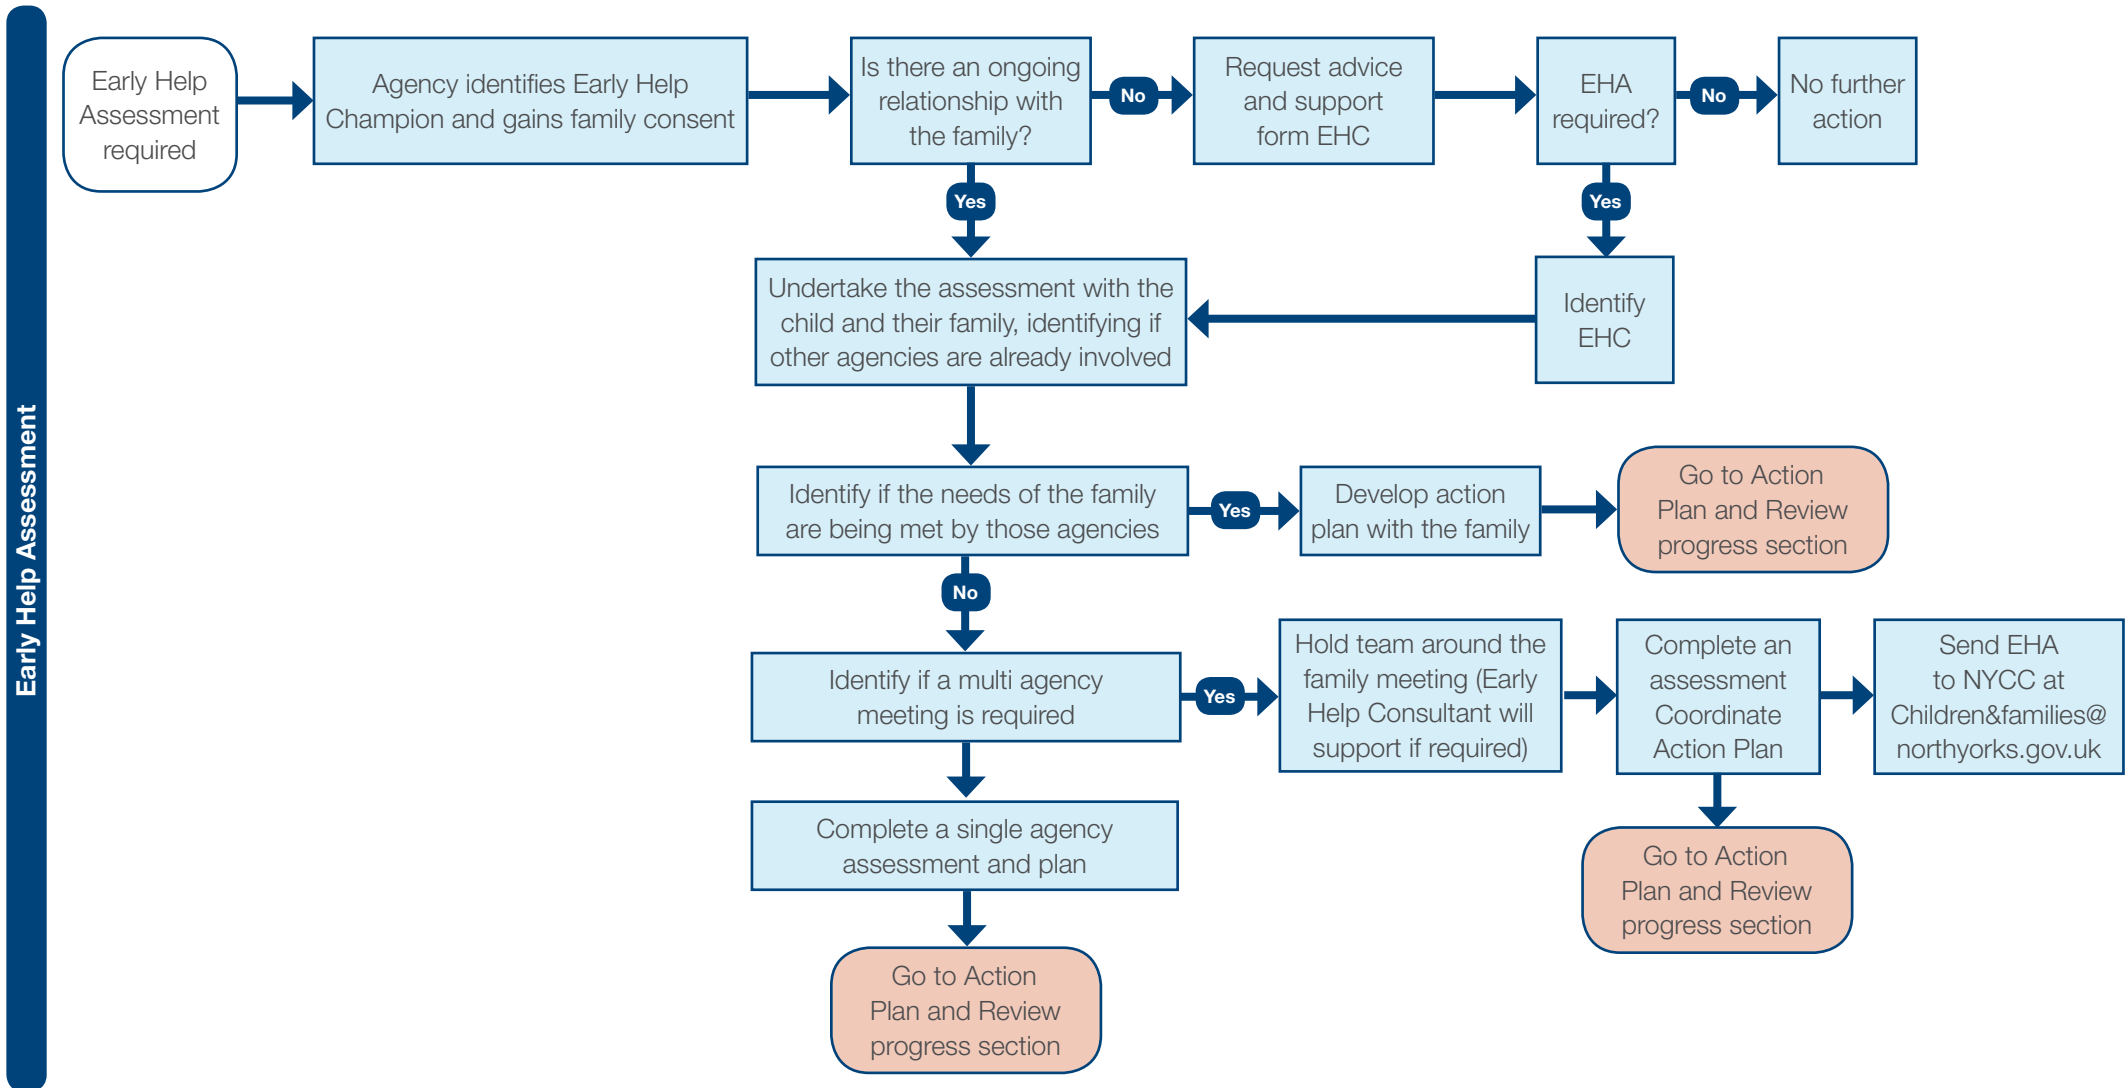 Early Help Assessment
Early Help
Assessment
required
Agency identifies Early Help
Champion and gains family consent
Is there an ongoing
relationship with
the family?
No
Request advice
and support
form EHC
EHA
required?
No
No further
action
Yes
Yes
Undertake the assessment with the
child and their family, identifying if
other agencies are already involved
Identify
EHC
Identify if the needs of the family
are being met by those agencies
Yes
Develop action
plan with the family
Go to Action
Plan and Review
progress section
No
Identify if a multi agency
meeting is required
Yes
Hold team around the
family meeting (Early
Help Consultant will
support if required)
Complete an
assessment
Coordinate
Action Plan
Send EHA
to NYCC at
Children&families@
northyorks.gov.uk
Complete a single agency
assessment and plan
Go to Action
Plan and Review
progress section
Go to Action
Plan and Review
progress section